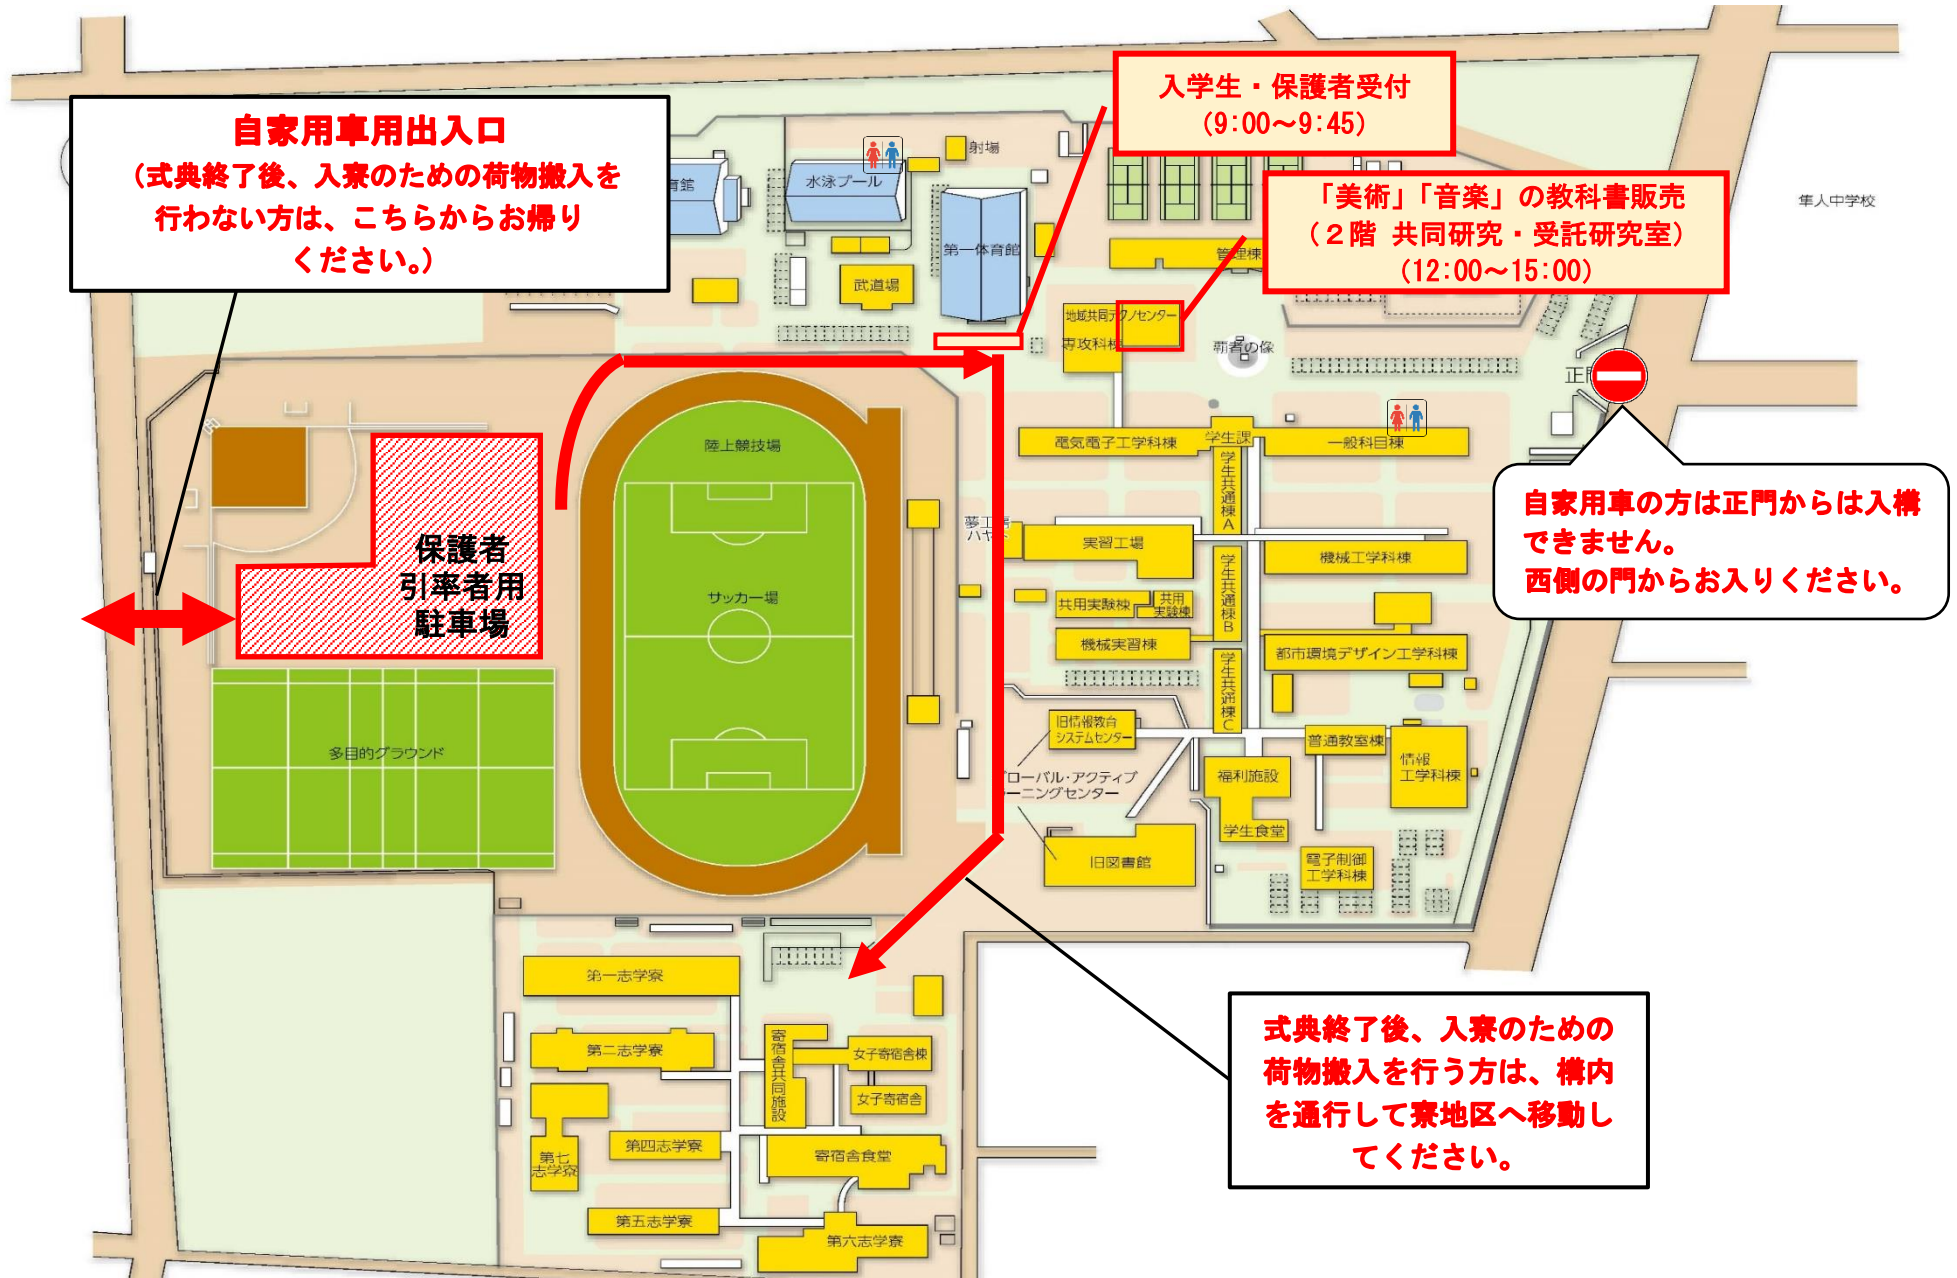 自家用車用出入口
(式典終了後、入寮のための荷物搬入を
行わない方は、こちらからお帰り
ください。)
入学生・保護者受付
(9:00～9:45)
「美術」「音楽」の教科書販売
(２階 共同研究・受託研究室)
(12:00～15:00)
隼人中学校
射場
水泳プール
育館
第一体育館
武道場
管理棟
地域共同テクノセンター
専攻科棟
覇者の像
正門
自家用車の方は正門からは入構
できません。
西側の門からお入りください。
電気電子工学科棟
学生課
一般科目棟
学生共通棟A
陸上競技場
サッカー場
保護者
引率者用
駐車場
実習工場
機械工学科棟
学生共通棟B
共用実験棟
共用
実験棟
機械実習棟
都市環境デザイン工学科棟
学生共通棟C
旧情報教育
システムセンター
普通教室棟
情報
工学科棟
多目的グラウンド
ローバル・アクティブ
ーニングセンター
福利施設
学生食堂
旧図書館
電子制御
工学科棟
第一志学寮
第二志学寮
寄宿舎共同施設
女子寄宿舎棟
女子寄宿舎
第四志学寮
第七
志学寮
寄宿舎食堂
第五志学寮
第六志学寮
式典終了後、入寮のための
荷物搬入を行う方は、構内
を通行して寮地区へ移動し
てください。